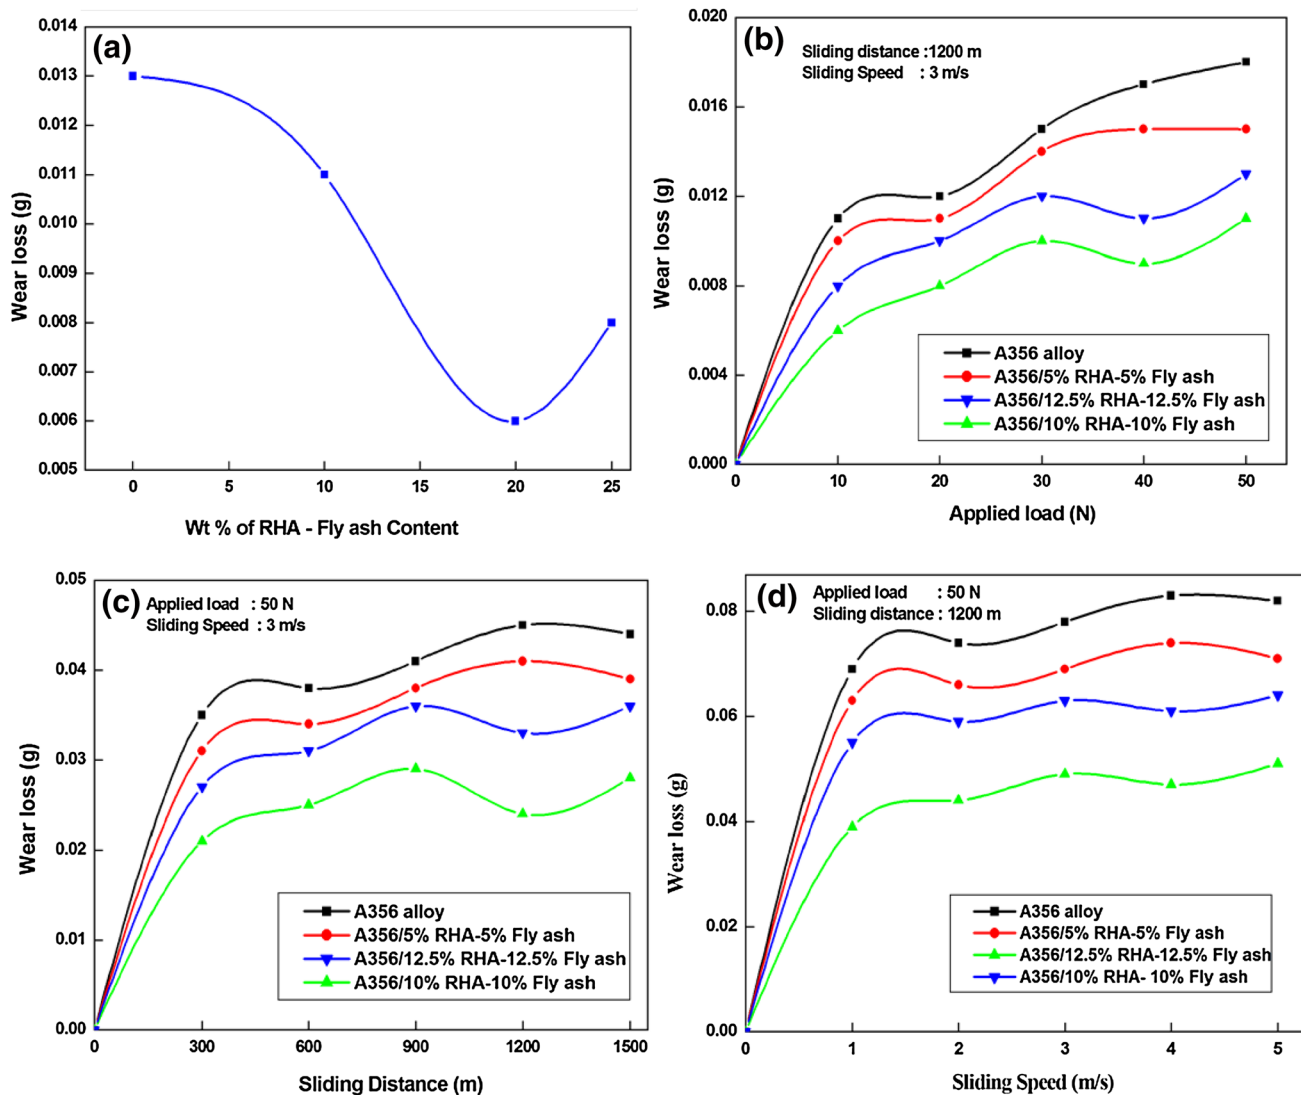 (a)
0.014
0.013
0.012
0.011
0.010
0.009
0.008
0.007
0.006
0.005
Wear loss (g)
0 5 10 15 20 25
Wt % of RHA - Fly ash Content
(b)
Sliding distance :1200 m
Sliding Speed : 3 m/s
0.020
0.016
0.012
0.008
0.004
0.000
Wear loss (g)
A356 alloy
A356/5% RHA-5% Fly ash
A356/12.5% RHA-12.5% Fly ash
A356/10% RHA-10% Fly ash
0 10 20 30 40 50
Applied load (N)
(c)
Applied load : 50 N
Sliding Speed : 3 m/s
0.05
0.04
0.03
0.02
0.01
0.00
Wear loss (g)
A356 alloy
A356/5% RHA-5% Fly ash
A356/12.5% RHA-12.5% Fly ash
A356/10% RHA-10% Fly ash
0 300 600 900 1200 1500
Sliding Distance (m)
(d)
Applied load : 50 N
Sliding distance : 1200 m
0.08
0.06
0.04
0.02
0.00
Wear loss (g)
A356 alloy
A356/5% RHA-5% Fly ash
A356/12.5% RHA-12.5% Fly ash
A356/10% RHA- 10% Fly ash
0 1 2 3 4 5
Sliding Speed (m/s)